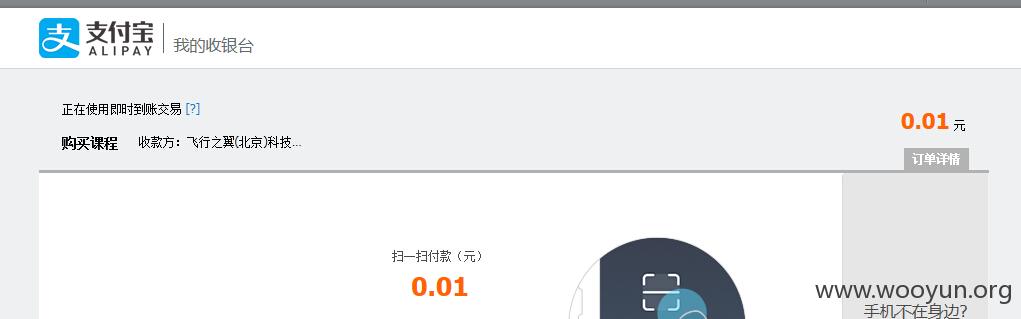 支付宝
ALIPAY
我的收银台
正在使用即时到账交易 [?]
0.01 元
购买课程 收款方：飞行之翼(北京)科技...
订单详情
扫一扫付款（元）
0.01
www.wooyun.org
手机不在身边？